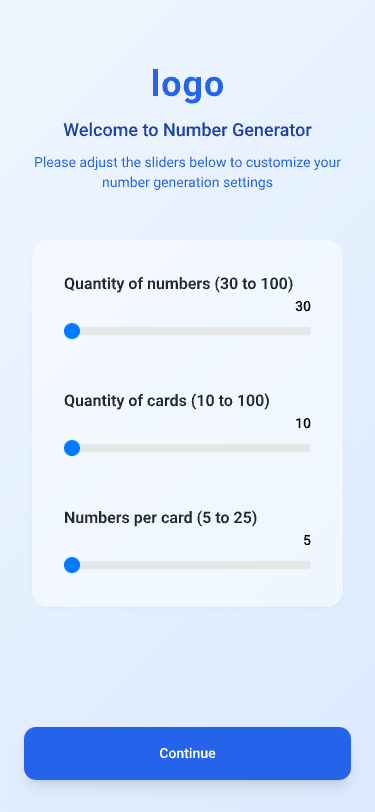 logo
Welcome to Number Generator
Please adjust the sliders below to customize your
number generation settings
Quantity of numbers (30 to 100)
30
Quantity of cards (10 to 100)
10
Numbers per card (5 to 25)
5
Continue